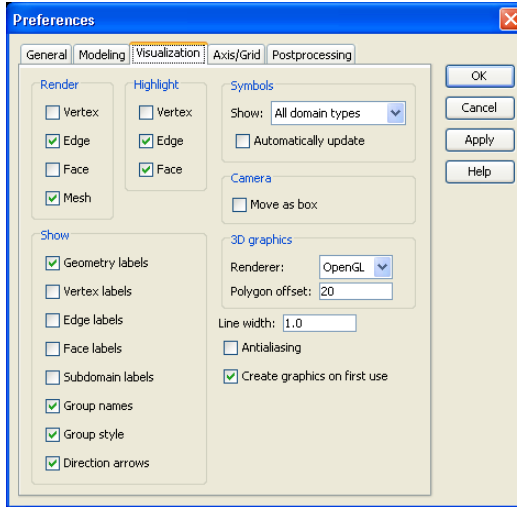 Preferences
General Modeling Visualization Axis/Grid Postprocessing
Render
Vertex
Edge
Face
Mesh
Highlight
Vertex
Edge
Face
Symbols
Show: All domain types
Automatically update
Camera
Move as box
3D graphics
Renderer: OpenGL
Polygon offset: 20
Line width: 1.0
Antialiasing
Create graphics on first use
Show
Geometry labels
Vertex labels
Edge labels
Face labels
Subdomain labels
Group names
Group style
Direction arrows
OK
Cancel
Apply
Help